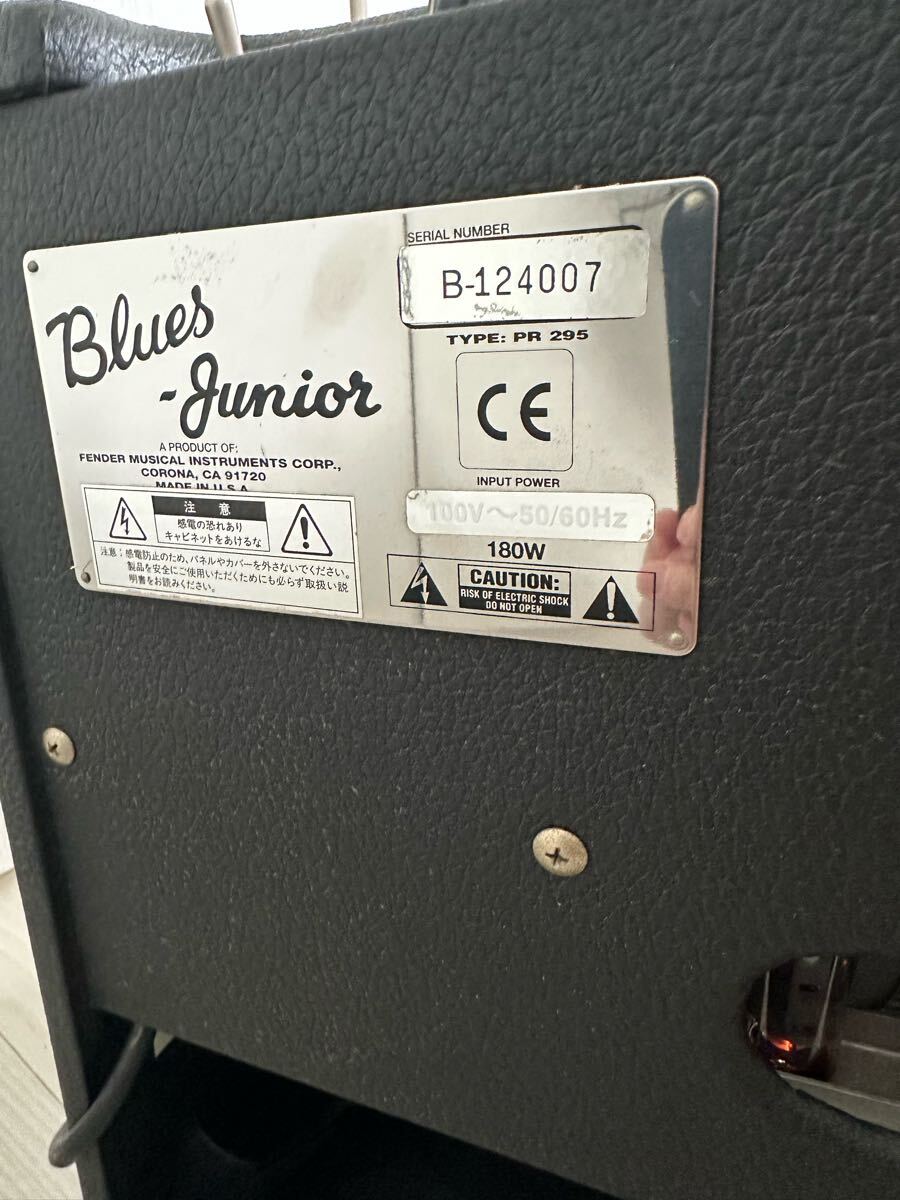 Blues
-Junior
A PRODUCT OF:
FENDER MUSICAL INSTRUMENTS CORP.,
CORONA, CA 91720
MADE IN U.S.A.
注 意
感電の恐れあり
キャビネットをあけるな
注意：感電防止のため、パネルやカバーを外さないでください。
製品を安全にご使用いただくためにも必らず取扱い説
明書をお読みください。
SERIAL NUMBER
B-124007
TYPE: PR 295
CE
INPUT POWER
100V～50/60Hz
180W
CAUTION:
RISK OF ELECTRIC SHOCK
DO NOT OPEN